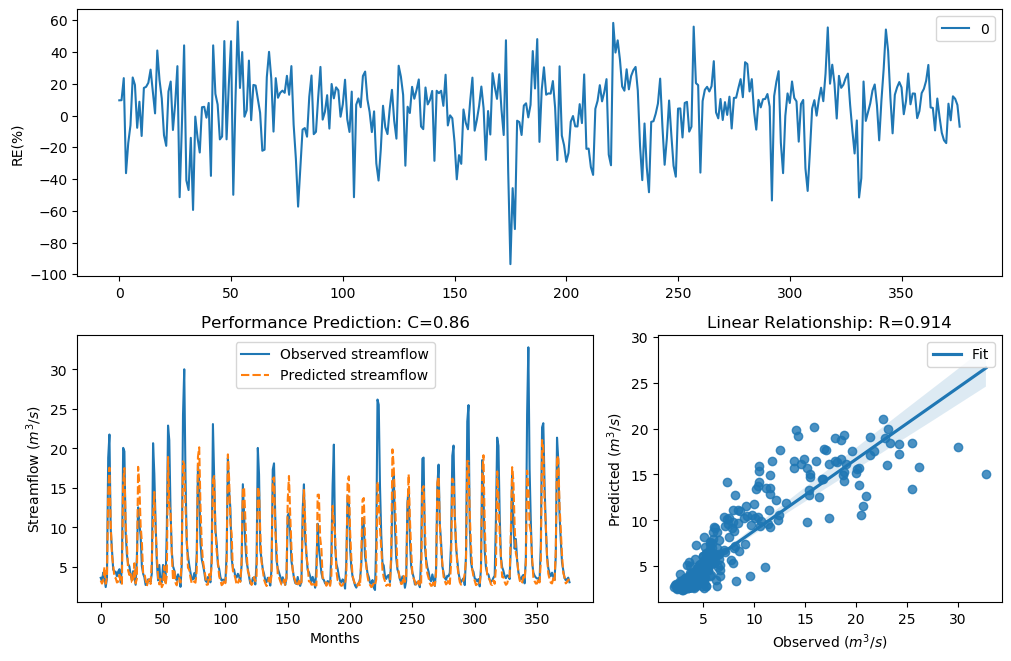 60
40
20
0
−20
−40
−60
−80
−100
RE(%)
0
0 50 100 150 200 250 300 350
Performance Prediction: C=0.86
Observed streamflow
Predicted streamflow
35
30
25
20
15
10
5
Streamflow (m³/s)
0 50 100 150 200 250 300 350
Months
Linear Relationship: R=0.914
Fit
30
25
20
15
10
5
Predicted (m³/s)
5 10 15 20 25 30
Observed (m³/s)